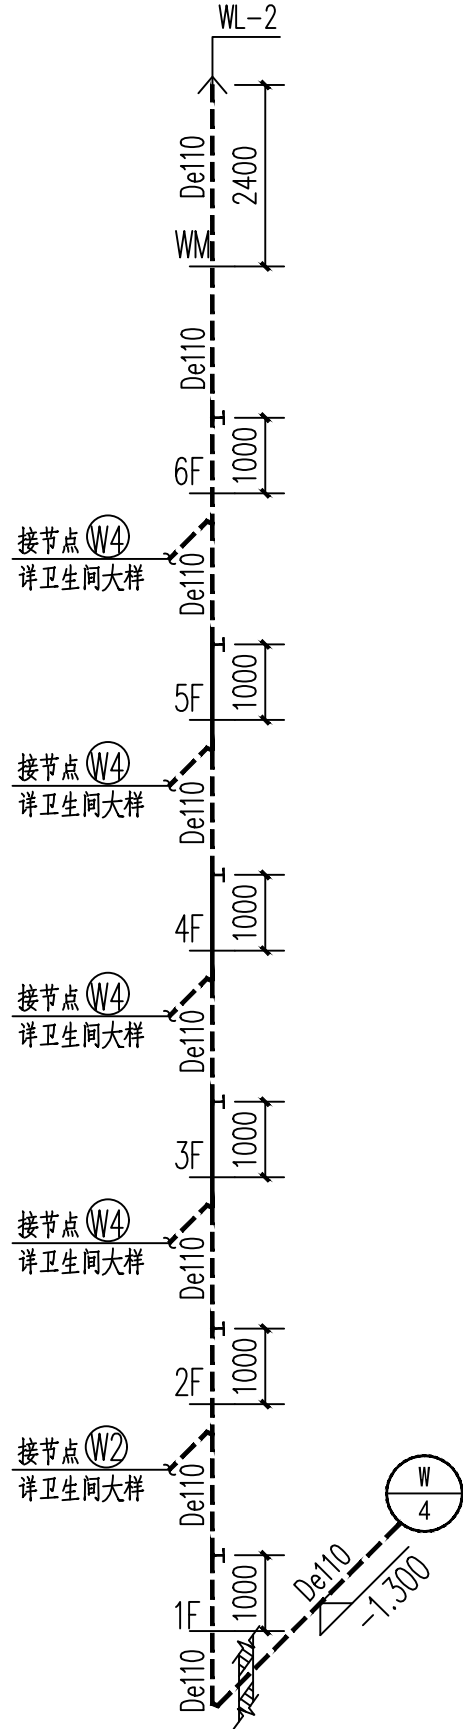 WL-2
De110
2400
WM
De110
1000
6F
接节点 W4
详卫生间大样
De110
1000
5F
接节点 W4
详卫生间大样
De110
1000
4F
接节点 W4
详卫生间大样
De110
1000
3F
接节点 W4
详卫生间大样
De110
1000
2F
接节点 W2
详卫生间大样
De110
W
4
1000
1F
De110
-1.300
De110